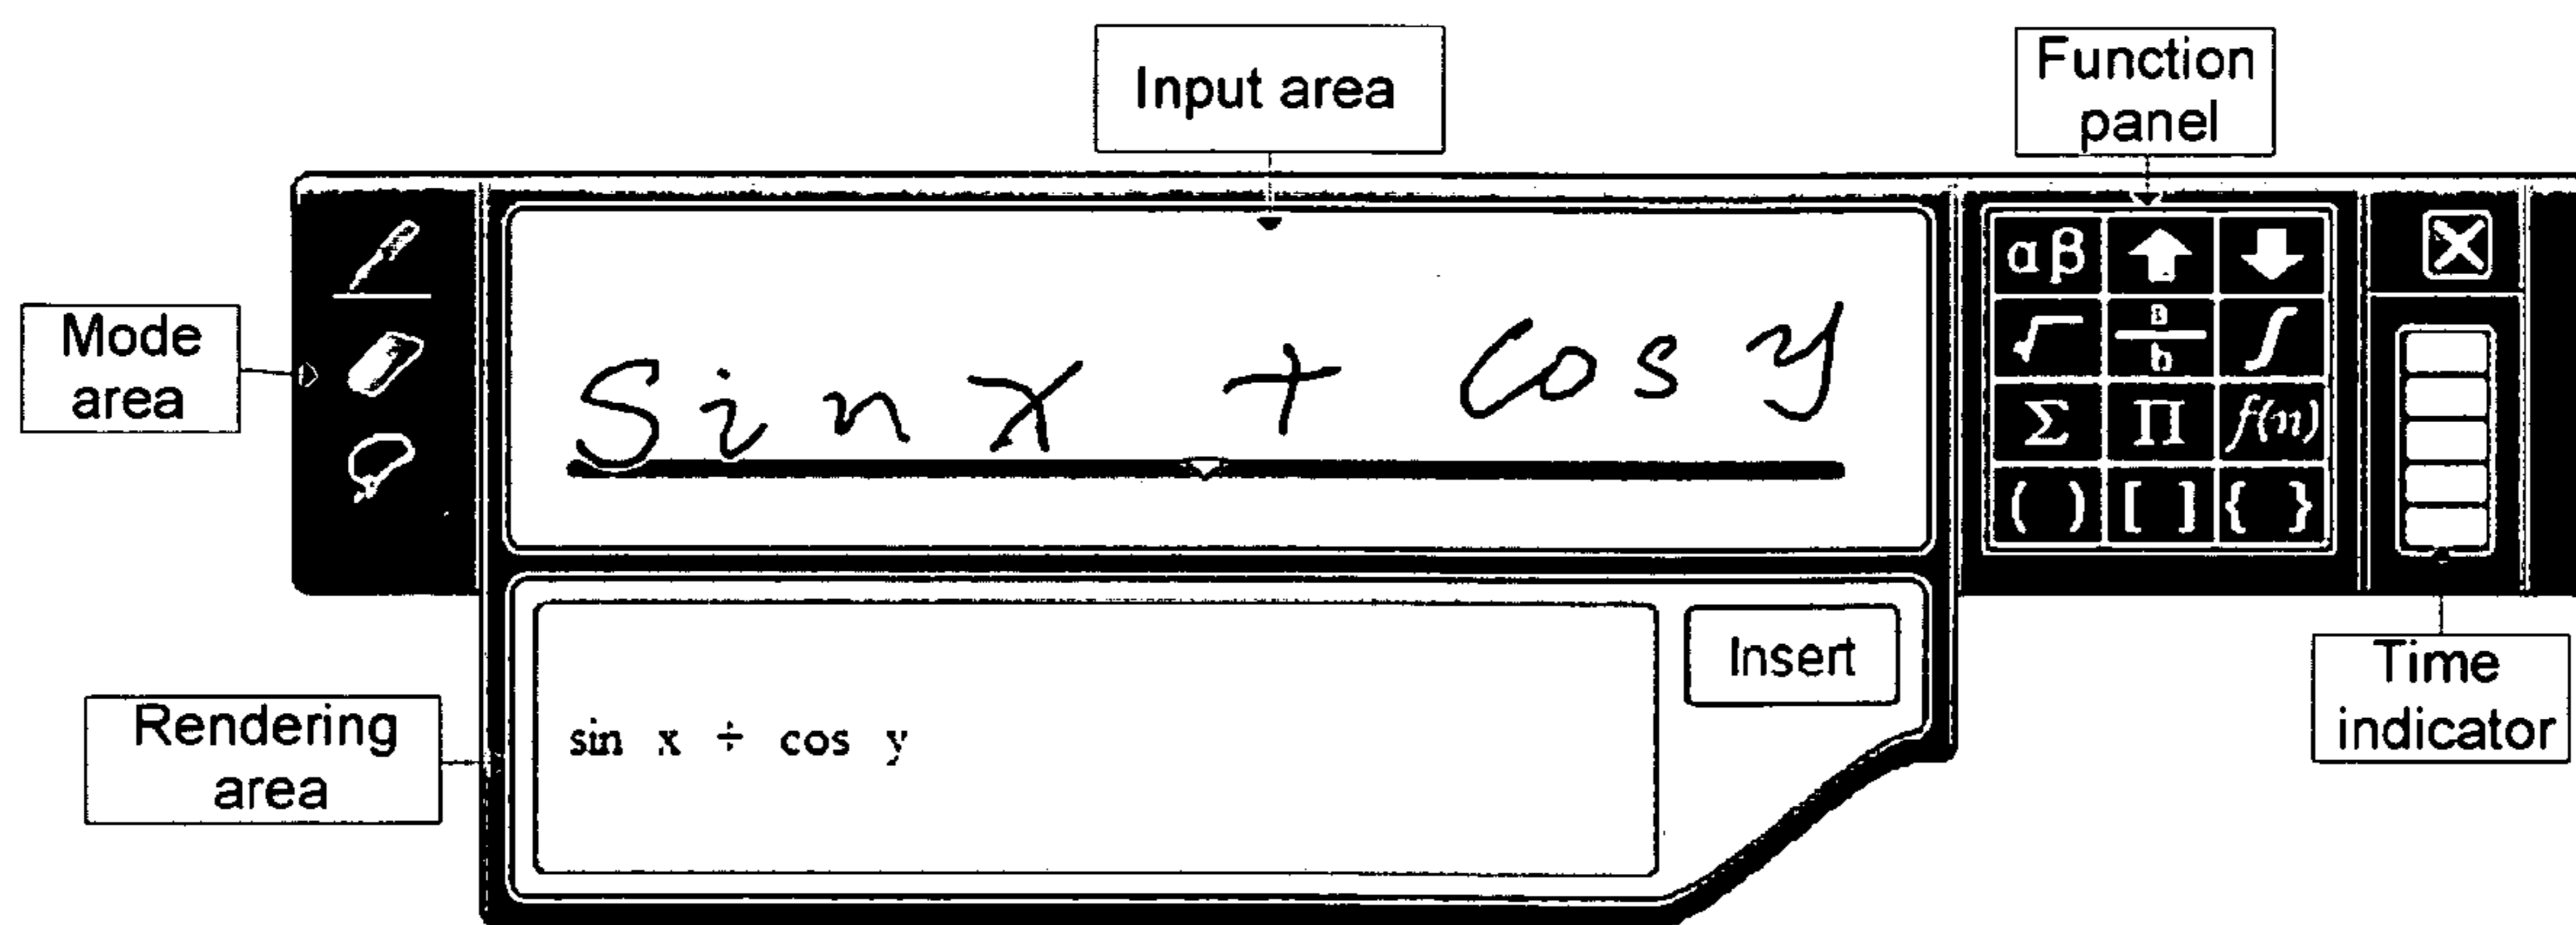 Input area
Function
panel
Mode
area
Sin x + cos y
αβ
√ a/b ∫
Σ Π f(n)
( ) [ ] { }
Insert
sin x ÷ cos y
Rendering
area
Time
indicator